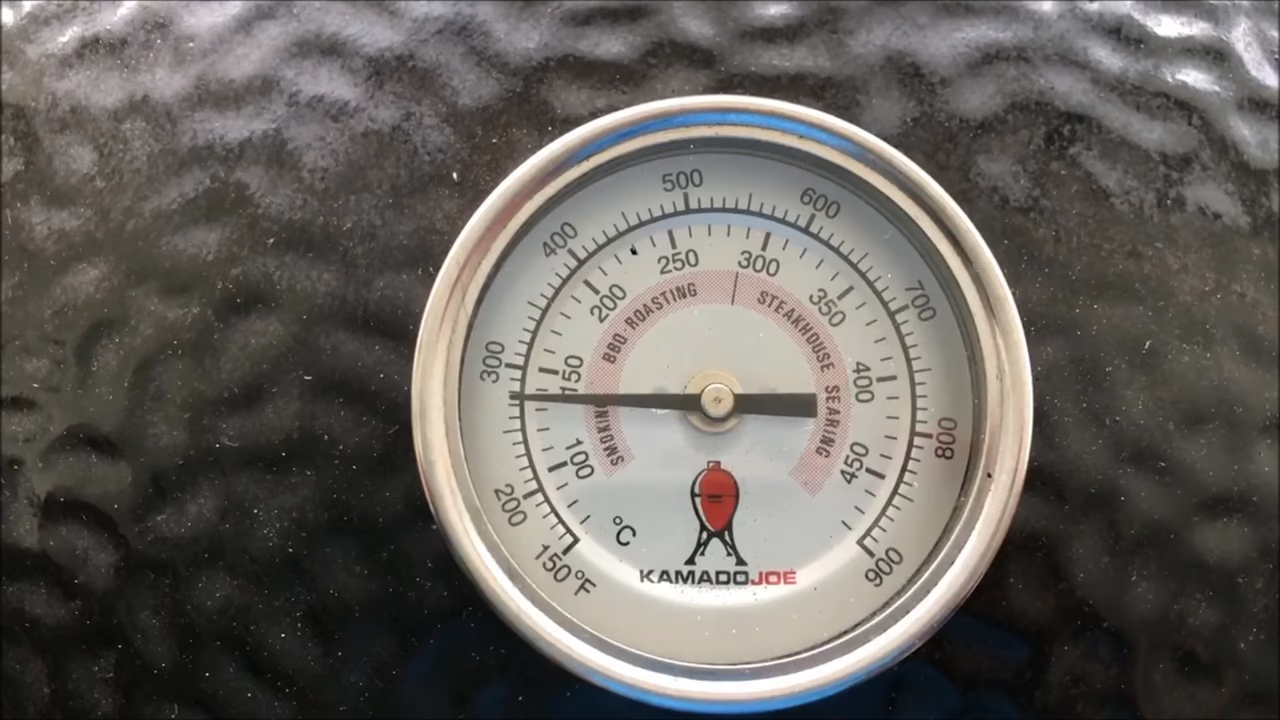 500
600
400
700
300
800
200
900
150°F
250
300
200
350
150
400
100
450
°C
BBQ·ROASTING
STEAKHOUSE SEARING
SMOKIN
KAMADOJOE